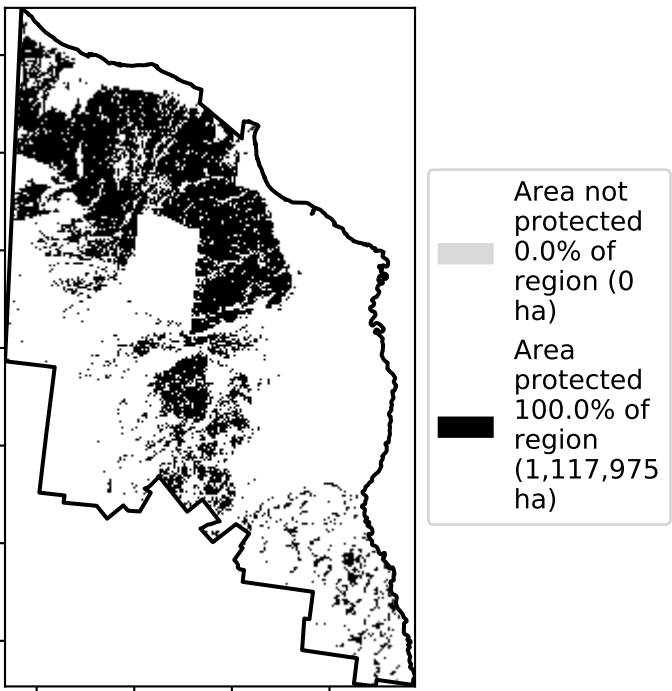 Area not
protected
0.0% of
region (0
ha)
Area
protected
100.0% of
region
(1,117,975
ha)